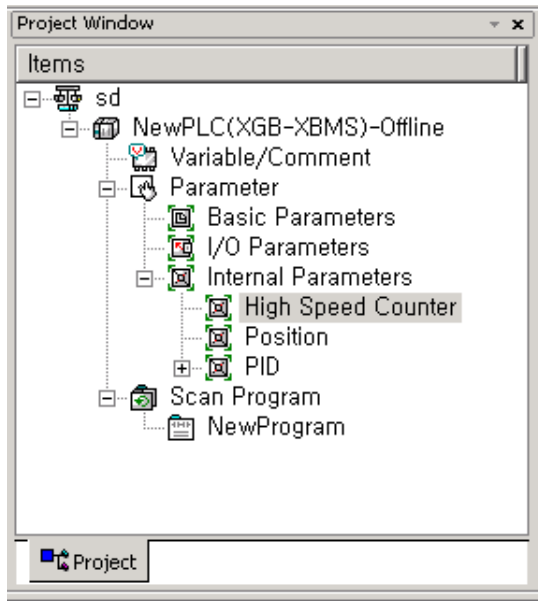 Project Window
Items
sd
NewPLC(XGB-XBMS)-Offline
Variable/Comment
Parameter
Basic Parameters
I/O Parameters
Internal Parameters
High Speed Counter
Position
PID
Scan Program
NewProgram
Project